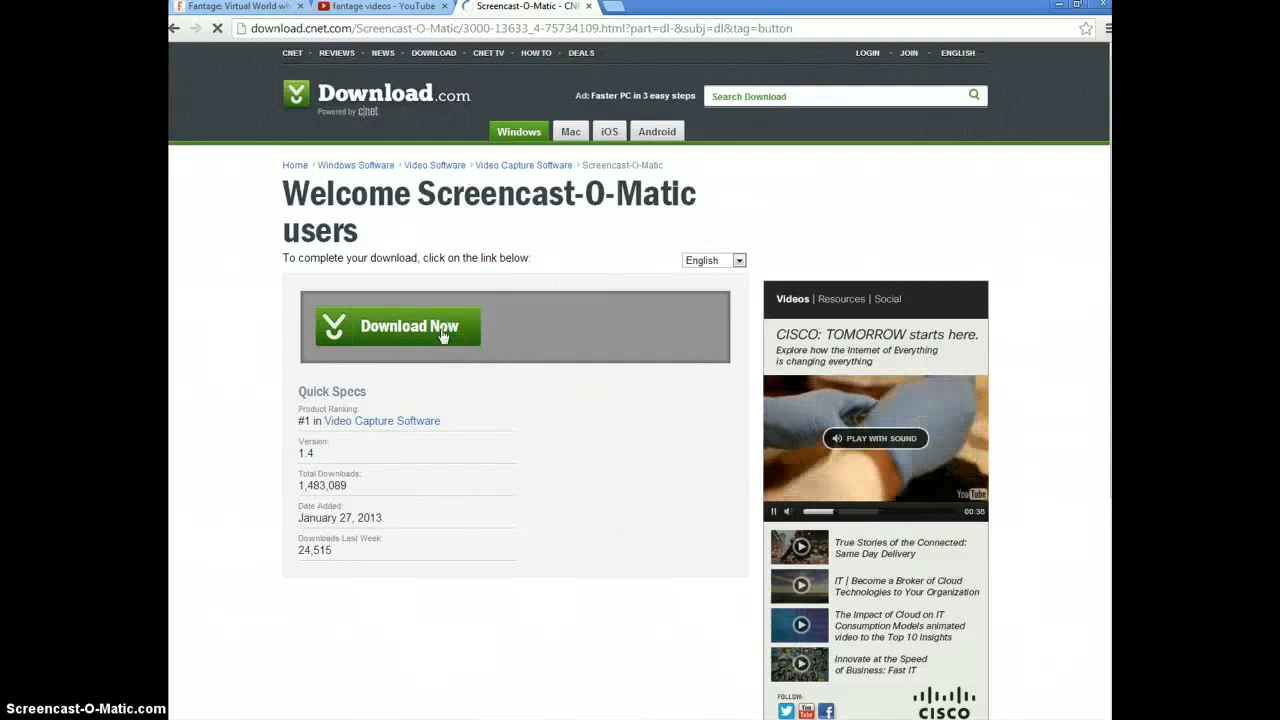 Fantage: Virtual World wh
fantage videos - YouTube
Screencast-O-Matic - CNE
download.cnet.com/Screencast-O-Matic/3000-13633_4-75734109.html?part=dl-&subj=dl&tag=button
CNET REVIEWS NEWS DOWNLOAD CNET TV HOW TO DEALS
LOGIN JOIN ENGLISH
Download.com
Powered by c|net
Ad: Faster PC in 3 easy steps
Search Download
Windows Mac iOS Android
Home › Windows Software › Video Software › Video Capture Software › Screencast-O-Matic
Welcome Screencast-O-Matic
users
To complete your download, click on the link below:
English
Download Now
Quick Specs
Product Ranking:
#1 in Video Capture Software
Version:
1.4
Total Downloads:
1,483,089
Date Added:
January 27, 2013
Downloads Last Week:
24,515
Videos | Resources | Social
CISCO: TOMORROW starts here.
Explore how the Internet of Everything
is changing everything
PLAY WITH SOUND
YouTube
00:36
True Stories of the Connected:
Same Day Delivery
IT | Become a Broker of Cloud
Technologies to Your Organization
The Impact of Cloud on IT
Consumption Models animated
video to the Top 10 Insights
Innovate at the Speed
of Business: Fast IT
FOLLOW:
You Tube
CISCO
Screencast-O-Matic.com